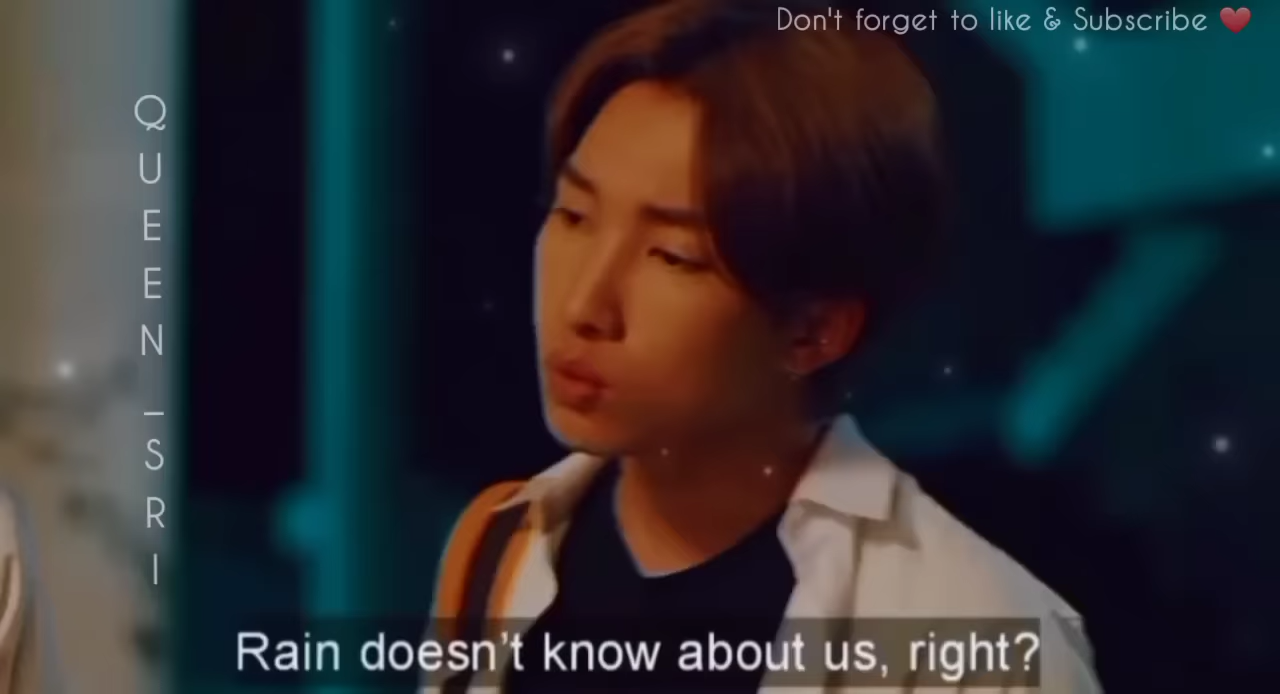 Don't forget to like & Subscribe ❤️
QUEEN_SRI
Rain doesn't know about us, right?